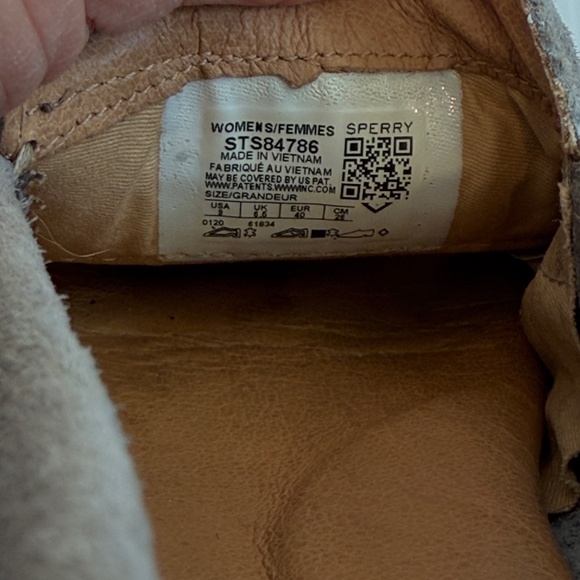 WOMENS/FEMMES SPERRY
STS84786
MADE IN VIETNAM
FABRIQUÉ AU VIETNAM
MAY BE COVERED BY US PAT.
WWW.PATENTS.WWWINC.COM
SIZE/GRANDEUR
USA UK EUR CM
9 6.5 40 26
0120 61834